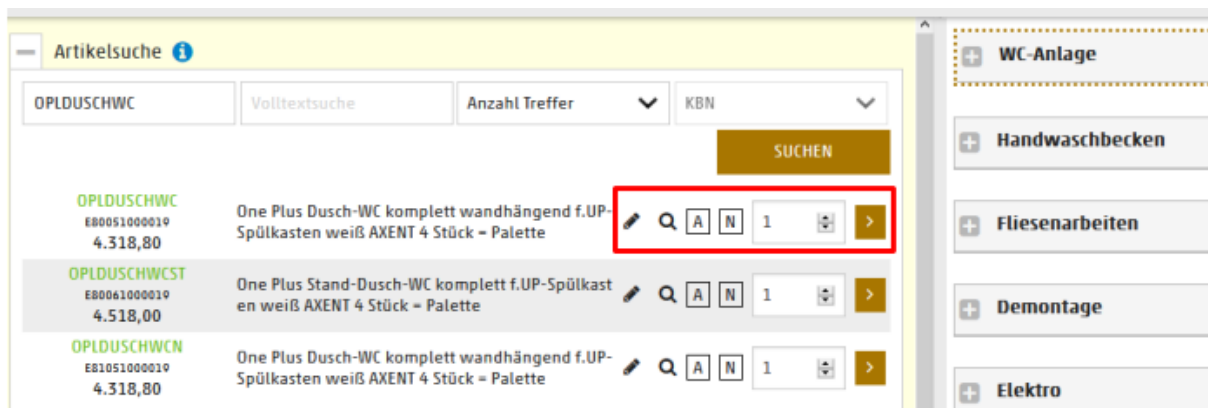 Artikelsuche
OPLDUSCHWC Volltextsuche Anzahl Treffer KBN
SUCHEN
OPLDUSCHWC
E80051000019
4.318,80
One Plus Dusch-WC komplett wandhängend f.UP-
Spülkasten weiß AXENT 4 Stück = Palette
A N 1 >
OPLDUSCHWCST
E80061000019
4.518,00
One Plus Stand-Dusch-WC komplett f.UP-Spülkast
en weiß AXENT 4 Stück = Palette
A N 1 >
OPLDUSCHWCN
E81051000019
4.318,80
One Plus Dusch-WC komplett wandhängend f.UP-
Spülkasten weiß AXENT 4 Stück = Palette
A N 1 >
WC-Anlage
Handwaschbecken
Fliesenarbeiten
Demontage
Elektro